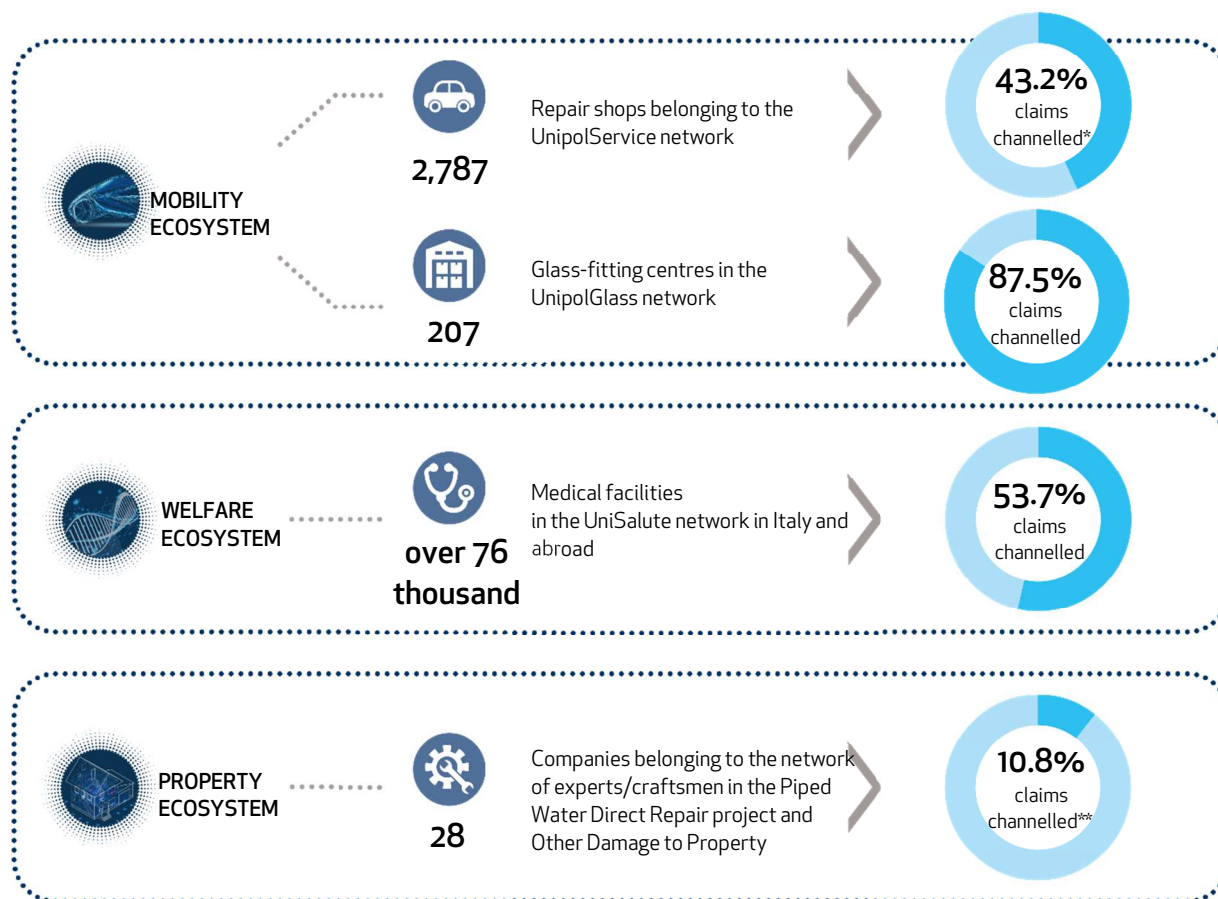 MOBILITY
ECOSYSTEM
2,787
Repair shops belonging to the
UnipolService network
43.2%
claims
channelled*
207
Glass-fitting centres in the
UnipolGlass network
87.5%
claims
channelled
WELFARE
ECOSYSTEM
over 76
thousand
Medical facilities
in the UniSalute network in Italy and
abroad
53.7%
claims
channelled
PROPERTY
ECOSYSTEM
28
Companies belonging to the network
of experts/craftsmen in the Piped
Water Direct Repair project and
Other Damage to Property
10.8%
claims
channelled**